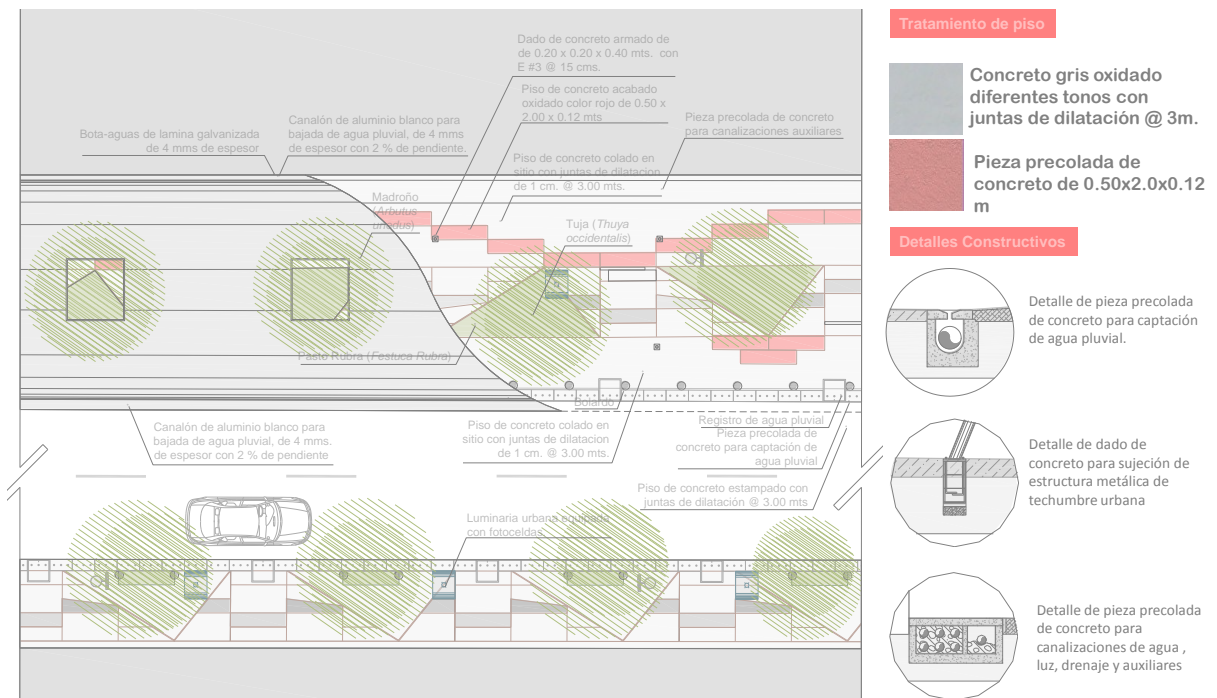 Dado de concreto armado de
de 0.20 x 0.20 x 0.40 mts. con
E #3 @ 15 cms.
Piso de concreto acabado
oxidado color rojo de 0.50 x
2.00 x 0.12 mts
Bota-aguas de lamina galvanizada
de 4 mms de espesor
Canalón de aluminio blanco para
bajada de agua pluvial, de 4 mms
de espesor con 2 % de pendiente.
Pieza precolada de concreto
para canalizaciones auxiliares
Piso de concreto colado en
sitio con juntas de dilatacion
de 1 cm. @ 3.00 mts.
Madroño
(Arbutus
unedus)
Tuja (Thuya
occidentalis)
Pasto Rubra (Festuca Rubra)
Bolardo
Canalón de aluminio blanco para
bajada de agua pluvial, de 4 mms.
de espesor con 2 % de pendiente
Piso de concreto colado en
sitio con juntas de dilatacion
de 1 cm. @ 3.00 mts.
Registro de agua pluvial
Pieza precolada de
concreto para captación de
agua pluvial
Piso de concreto estampado con
juntas de dilatación @ 3.00 mts
Luminaria urbana equipada
con fotoceldas.
Tratamiento de piso
Concreto gris oxidado
diferentes tonos con
juntas de dilatación @ 3m.
Pieza precolada de
concreto de 0.50x2.0x0.12
m
Detalles Constructivos
Detalle de pieza precolada
de concreto para captación
de agua pluvial.
Detalle de dado de
concreto para sujeción de
estructura metálica de
techumbre urbana
Detalle de pieza precolada
de concreto para
canalizaciones de agua ,
luz, drenaje y auxiliares